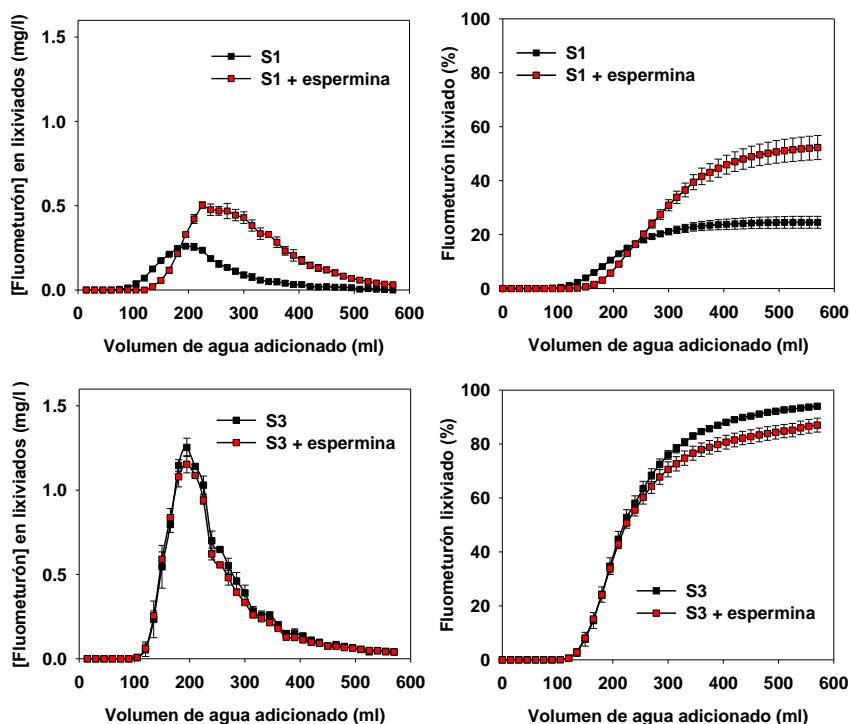 [Fluometurón] en lixiviados (mg/l)
1.5
1.0
0.5
0.0
S1
S1 + espermina
0 100 200 300 400 500 600
Volumen de agua adicionado (ml)
Fluometurón lixiviado (%)
100
80
60
40
20
0
S1
S1 + espermina
0 100 200 300 400 500 600
Volumen de agua adicionado (ml)
[Fluometurón] en lixiviados (mg/l )
1.5
1.0
0.5
0.0
S3
S3 + espermina
0 100 200 300 400 500 600
Volumen de agua adicionado (ml)
Fluometurón lixiviado (%)
100
80
60
40
20
0
S3
S3 + espermina
0 100 200 300 400 500 600
Volumen de agua adicionado (ml)